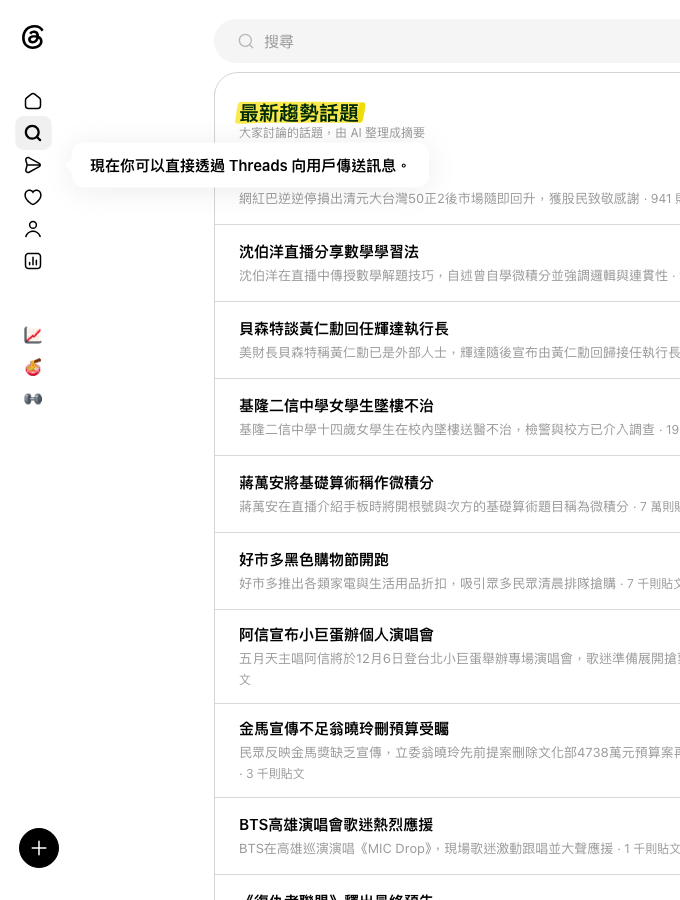 搜尋
最新趨勢話題
大家討論的話題，由 AI 整理成摘要
現在你可以直接透過 Threads 向用戶傳送訊息。
網紅巴逆逆停損出清元大台灣50正2後市場隨即回升，獲股民致敬感謝 · 941 則
沈伯洋直播分享數學學習法
沈伯洋在直播中傳授數學解題技巧，自述曾自學微積分並強調邏輯與連貫性 ·
貝森特談黃仁勳回任輝達執行長
美財長貝森特稱黃仁勳已是外部人士，輝達隨後宣布由黃仁勳回歸接任執行長
基隆二信中學女學生墜樓不治
基隆二信中學十四歲女學生在校內墜樓送醫不治，檢警與校方已介入調查 · 19
蔣萬安將基礎算術稱作微積分
蔣萬安在直播介紹手板時將開根號與次方的基礎算術題目稱為微積分 · 7 萬則貼
好市多黑色購物節開跑
好市多推出各類家電與生活用品折扣，吸引眾多民眾清晨排隊搶購 · 7 千則貼文
阿信宣布小巨蛋辦個人演唱會
五月天主唱阿信將於12月6日登台北小巨蛋舉辦專場演唱會，歌迷準備展開搶票
文
金馬宣傳不足翁曉玲刪預算受矚
民眾反映金馬獎缺乏宣傳，立委翁曉玲先前提案刪除文化部4738萬元預算案再
· 3 千則貼文
BTS高雄演唱會歌迷熱烈應援
BTS在高雄巡演演唱《MIC Drop》，現場歌迷激動跟唱並大聲應援 · 1 千則貼文
《復仇者聯盟》釋出最終預告